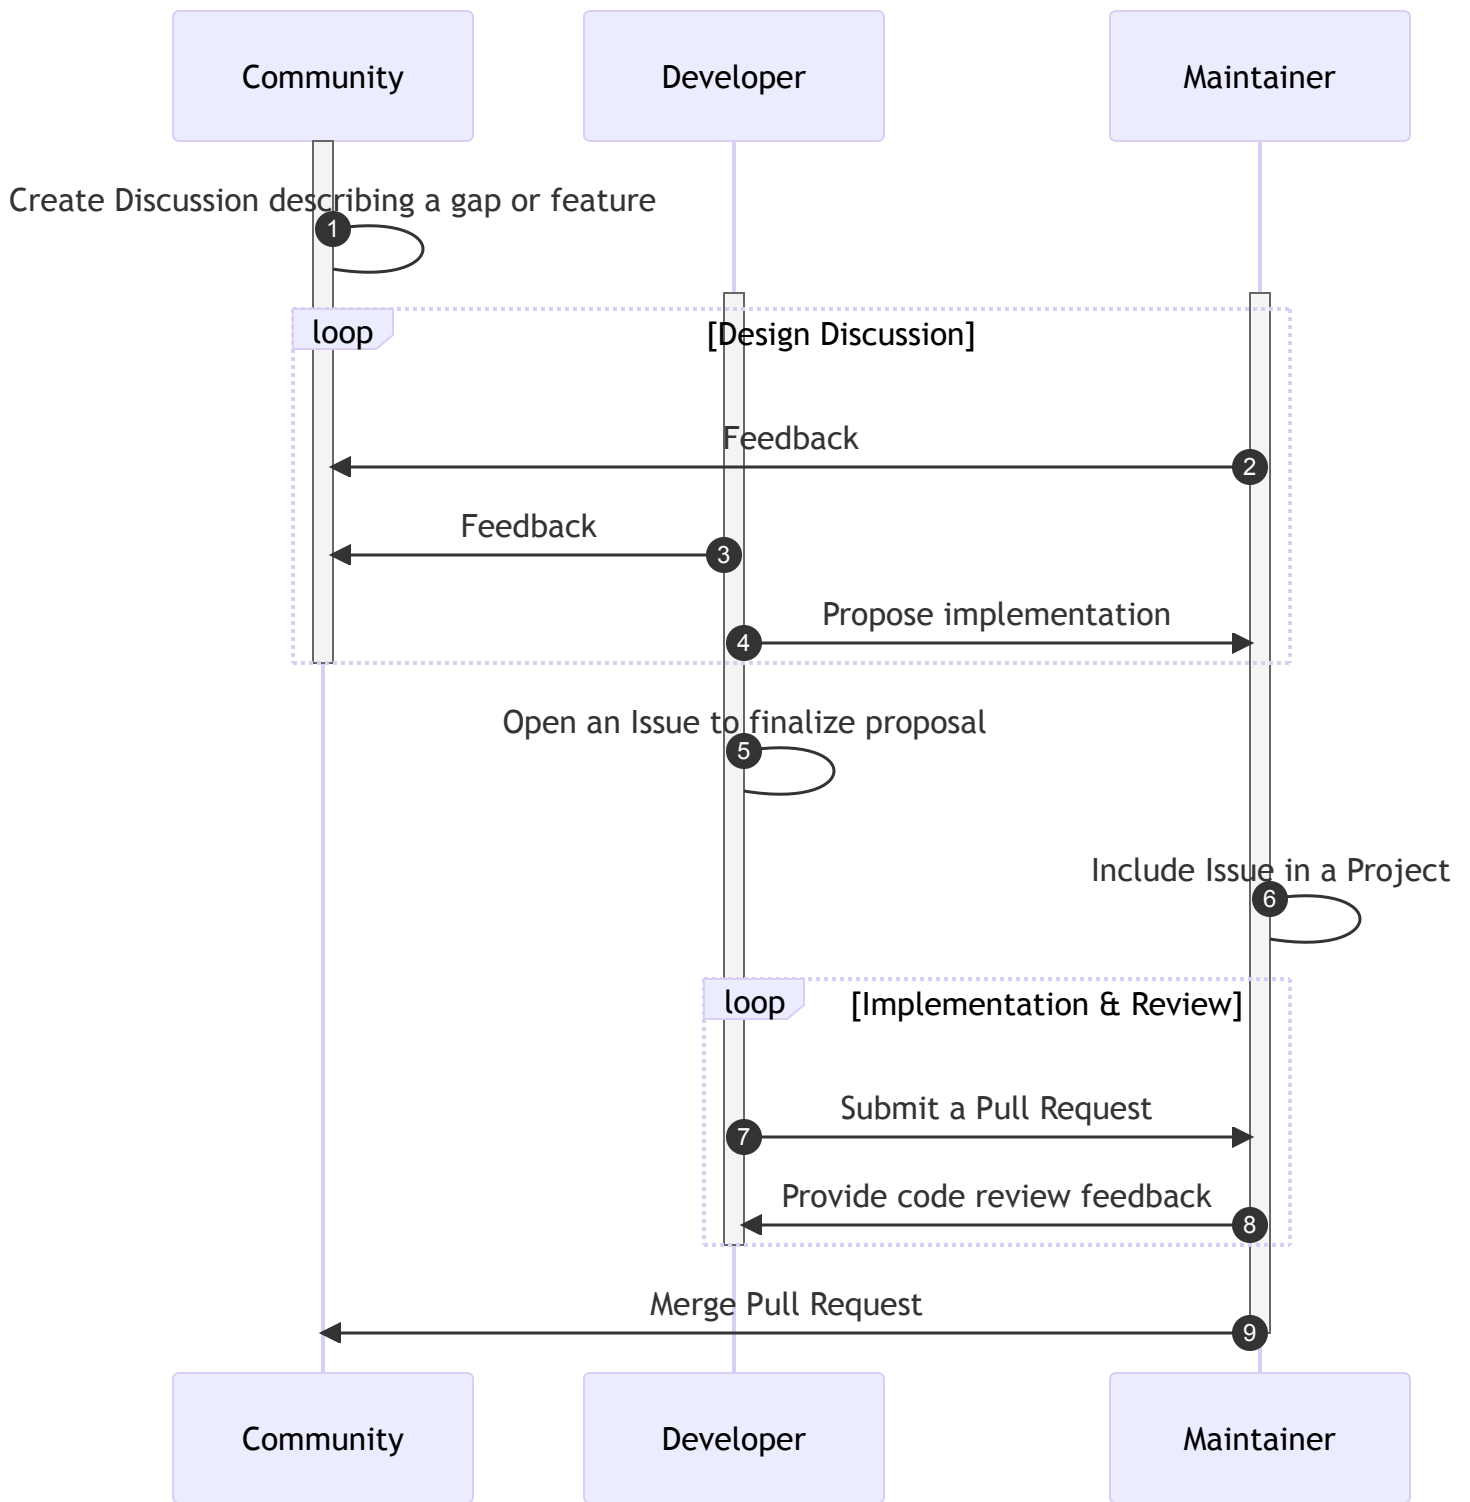 Community
Developer
Maintainer
Create Discussion describing a gap or feature
1
loop
[Design Discussion]
Feedback
2
Feedback
3
Propose implementation
4
Open an Issue to finalize proposal
5
Include Issue in a Project
6
loop
[Implementation & Review]
Submit a Pull Request
7
Provide code review feedback
8
Merge Pull Request
9
Community
Developer
Maintainer